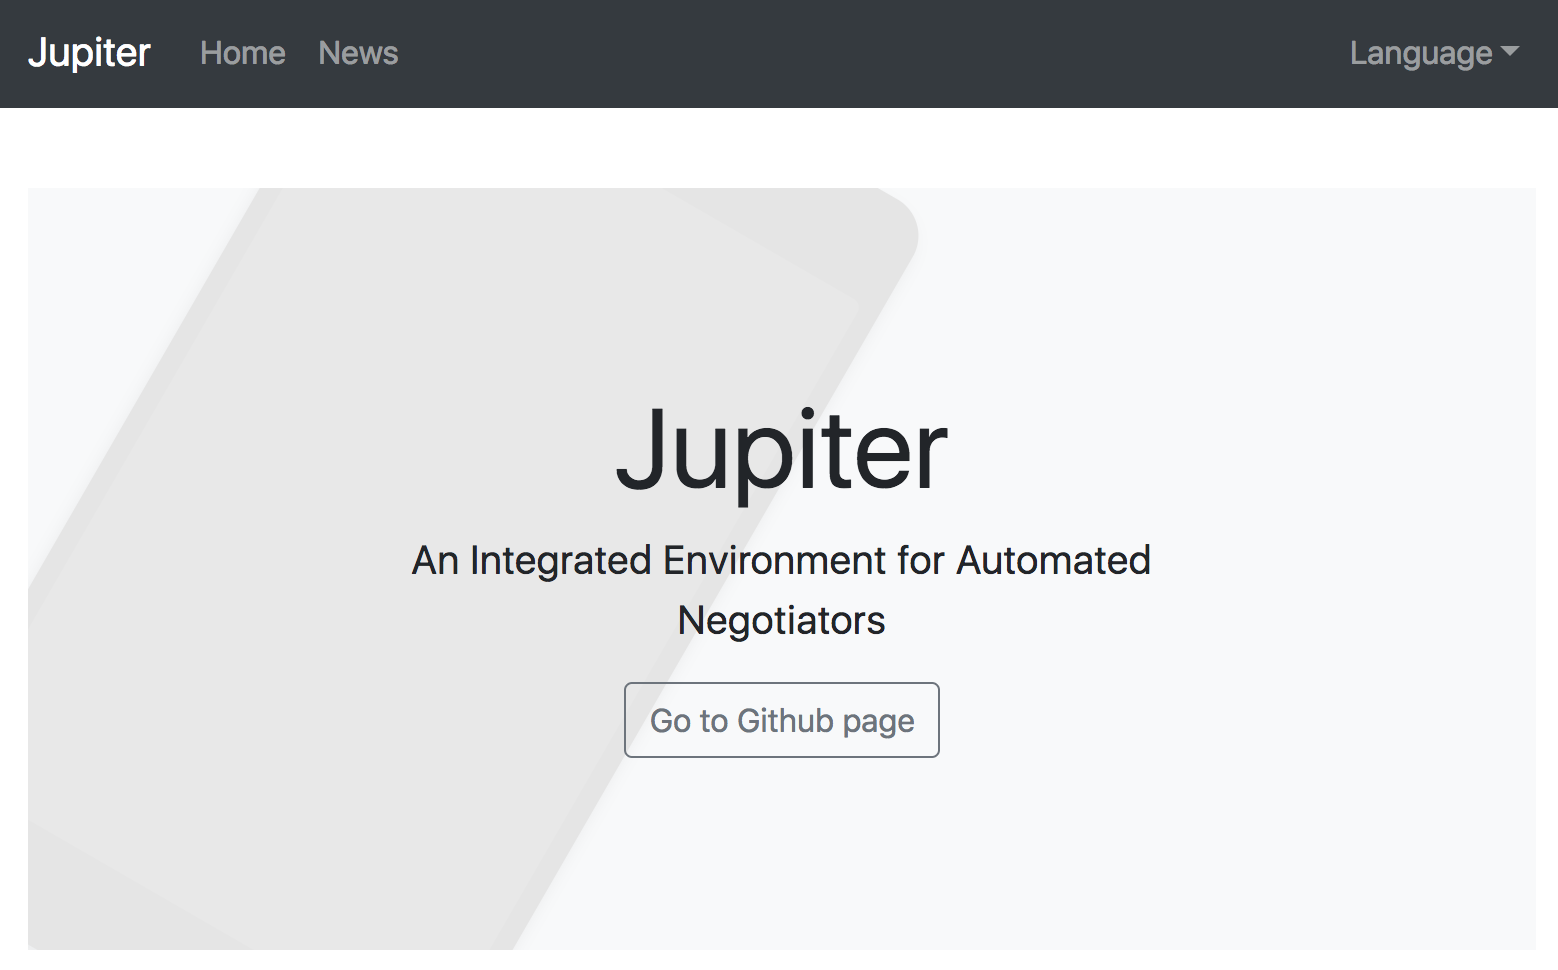 Jupiter Home News Language
Jupiter
An Integrated Environment for Automated
Negotiators
Go to Github page